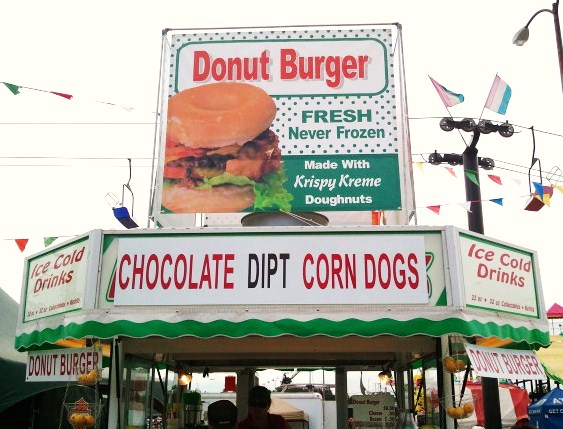 Donut Burger
FRESH
Never Frozen
Made With
Krispy Kreme
Doughnuts
Ice Cold
Drinks
CHOCOLATE DIPT CORN DOGS
Ice Cold
Drinks
DONUT BURGER
DONUT BURGER